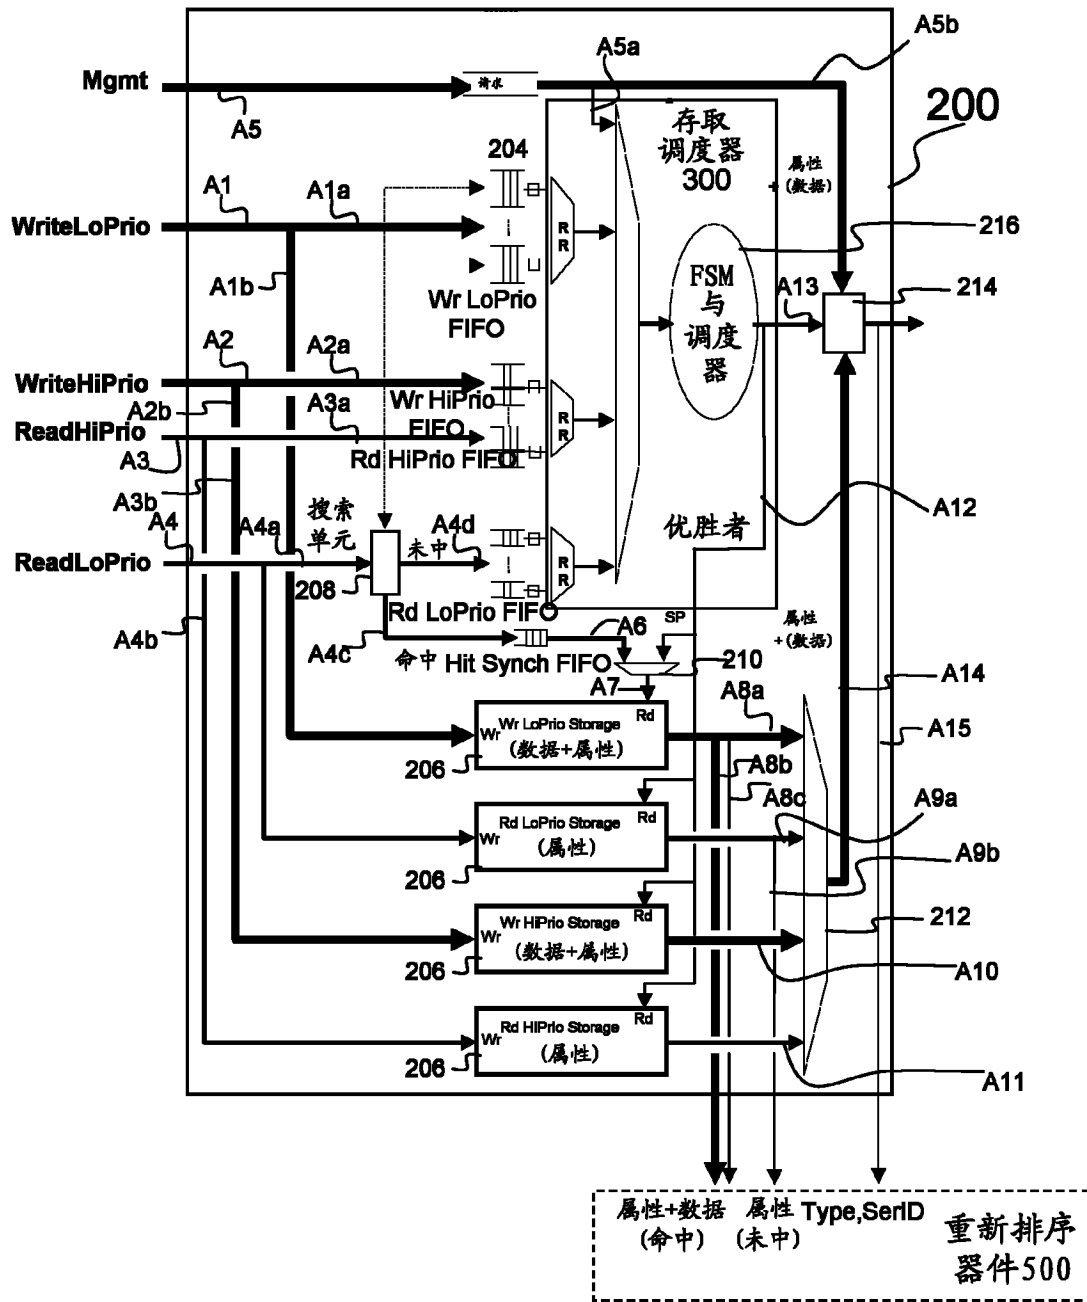 A5b
A5a
Mgmt
请求
A5
200
存取
调度器
300
204
属性
(数据)
+
A1
A1a
WriteLoPrio
R
R
216
A1b
FSM
与
调度器
A13
214
Wr LoPrio
FIFO
A2
A2a
WriteHiPrio
A2b
Wr HiPrio
FIFO
R
R
A3a
ReadHiPrio
A3
Rd HiPrio FIFO
A3b
A4
A4a
搜索
单元
未中
A4d
优胜者
A12
ReadLoPrio
208
R
R
Rd LoPrio FIFO
A4b
A4c
命中
Hit Synch FIFO
A6
SP
属性
+(数据)
210
A7
A8a
A14
Wr LoPrio Storage
Rd
Wr
(数据+属性)
206
A8b
A15
A8c
A9a
Rd LoPrio Storage
Rd
Wr
(属性)
206
A9b
Wr HiPrio Storage
Rd
Wr
(数据+属性)
206
212
A10
Rd HiPrio Storage
Rd
Wr
(属性)
206
A11
属性+数据
(命中)
属性
(未中)
Type,SerID
重新排序
器件500